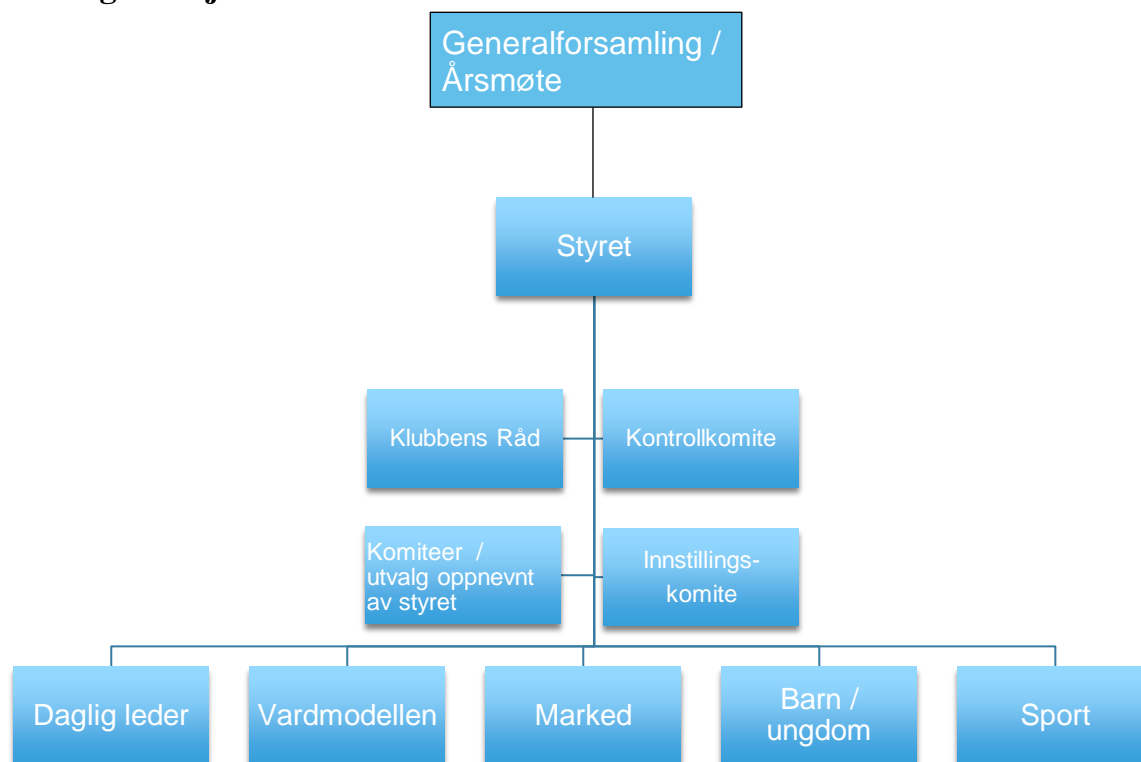 Generalforsamling /
Årsmøte
Styret
Klubbens Råd
Kontrollkomite
Komiteer /
utvalg oppnevnt
av styret
Innstillings-
komite
Daglig leder
Vardmodellen
Marked
Barn /
ungdom
Sport